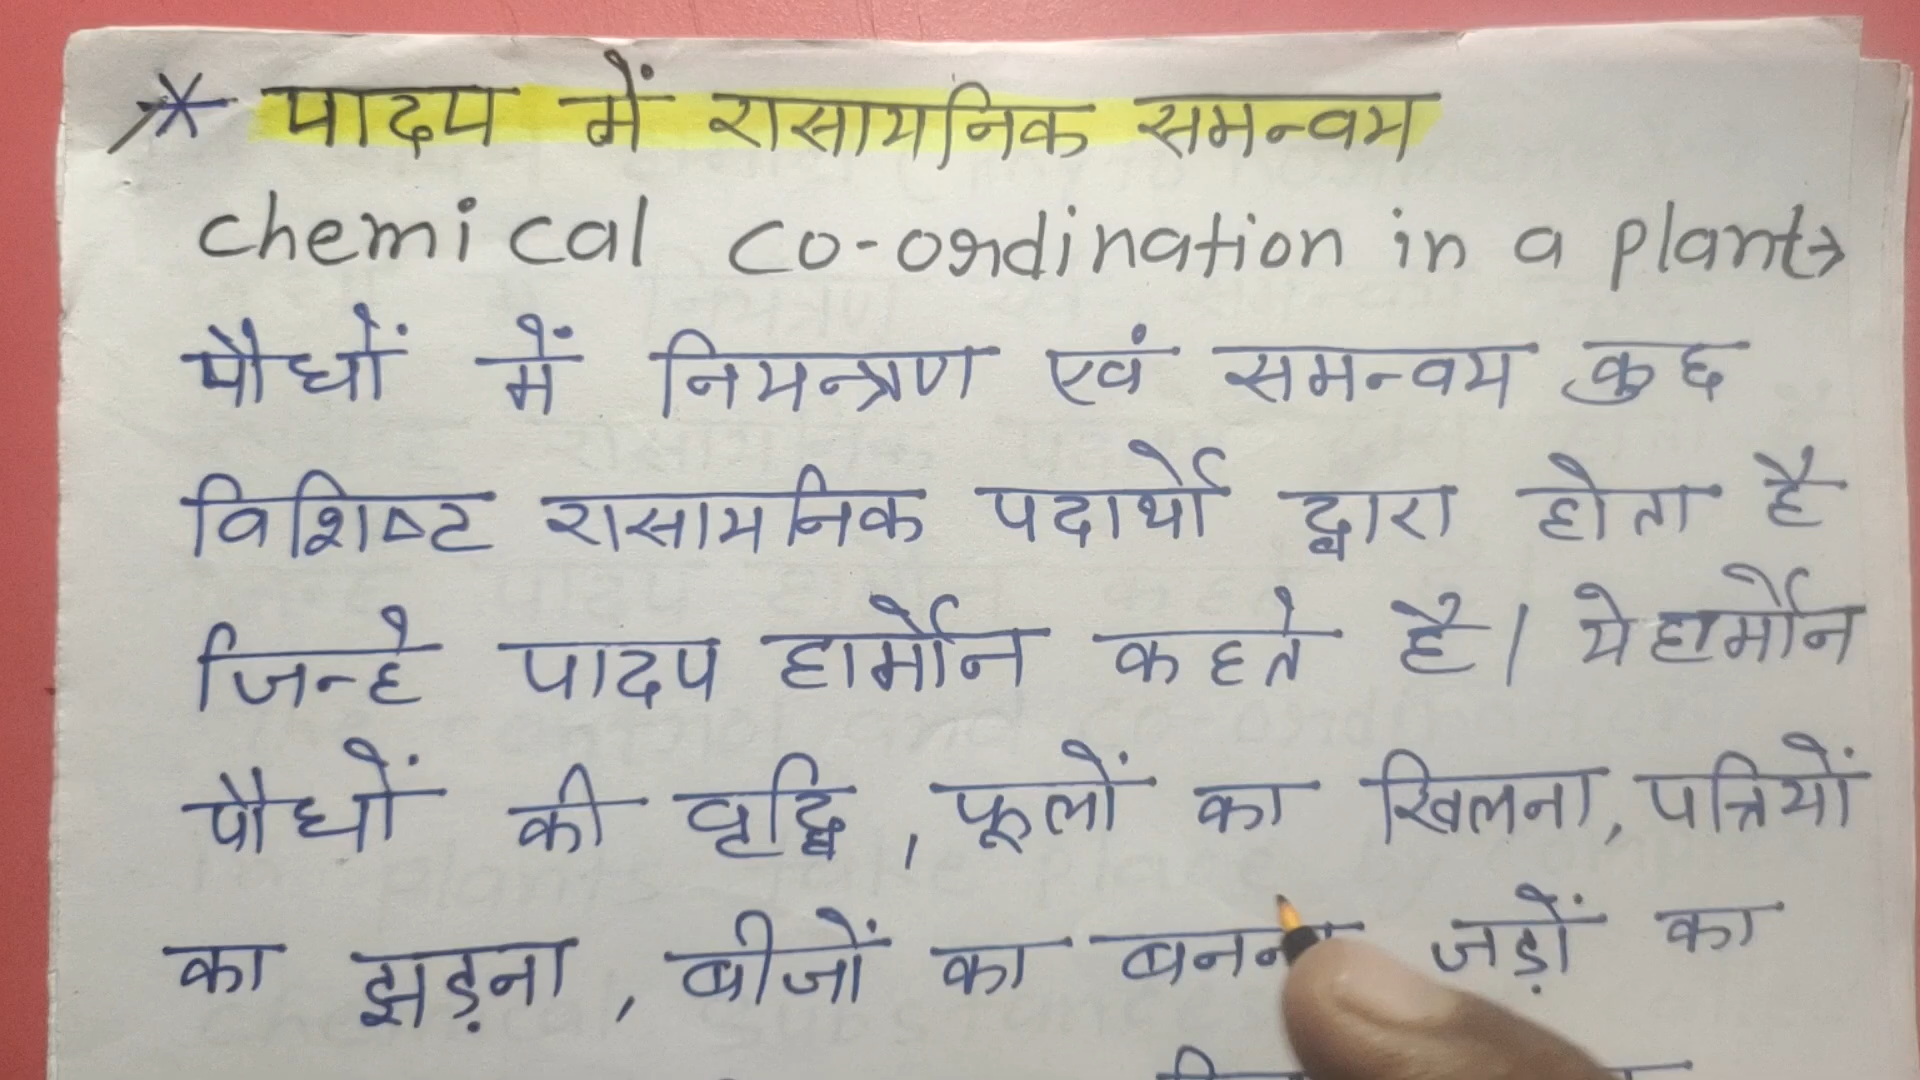 * पादप में रासायनिक समन्वय
chemical co-ordination in a plant→
पौधों में नियन्त्रण एवं समन्वय कुछ
विशिष्ट रासायनिक पदार्थो द्वारा होता है
जिन्हे पादप हार्मोन कहते है। ये हार्मोन
पौधों की वृद्धि, फूलों का खिलना, पत्तियों
का झड़ना, बीजों का बनना जड़ों का